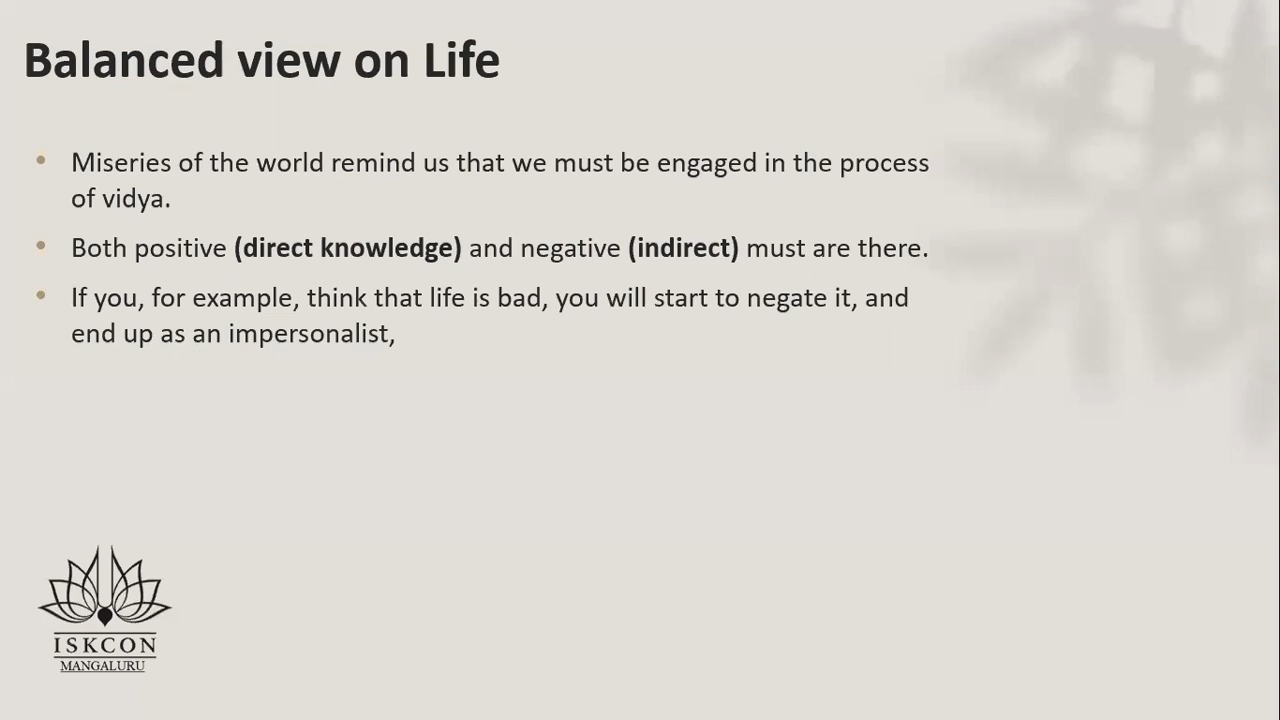 Balanced view on Life
• Miseries of the world remind us that we must be engaged in the process
of vidya.
• Both positive (direct knowledge) and negative (indirect) must are there.
• If you, for example, think that life is bad, you will start to negate it, and
end up as an impersonalist,
ISKCON
MANGALURU